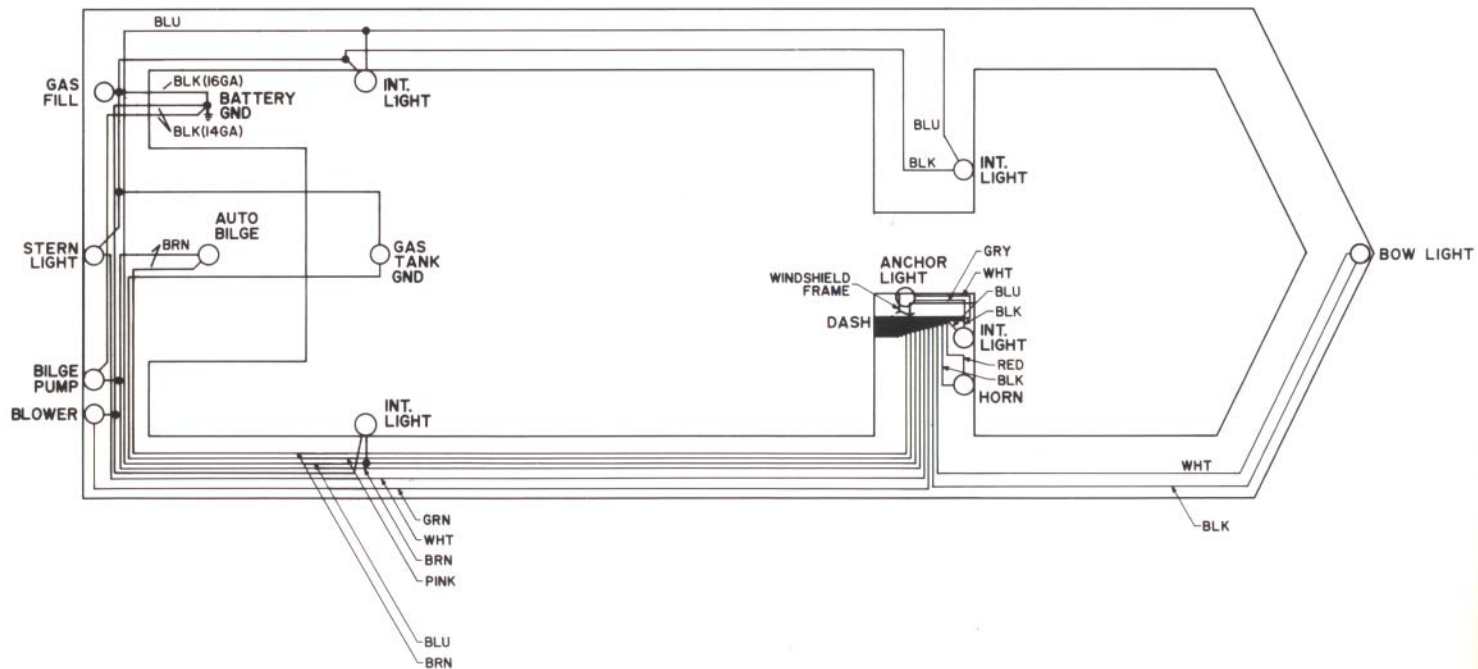 BLU
GAS
FILL
BLK(16GA)
BATTERY
GND
BLK(14GA)
INT.
LIGHT
BLU
BLK
INT.
LIGHT
STERN
LIGHT
BRN
AUTO
BILGE
GAS
TANK
GND
WINDSHIELD
FRAME
ANCHOR
LIGHT
GRY
WHT
BLU
BLK
DASH
INT.
LIGHT
RED
BLK
HORN
BOW LIGHT
BILGE
PUMP
BLOWER
INT.
LIGHT
WHT
BLK
GRN
WHT
BRN
PINK
BLU
BRN